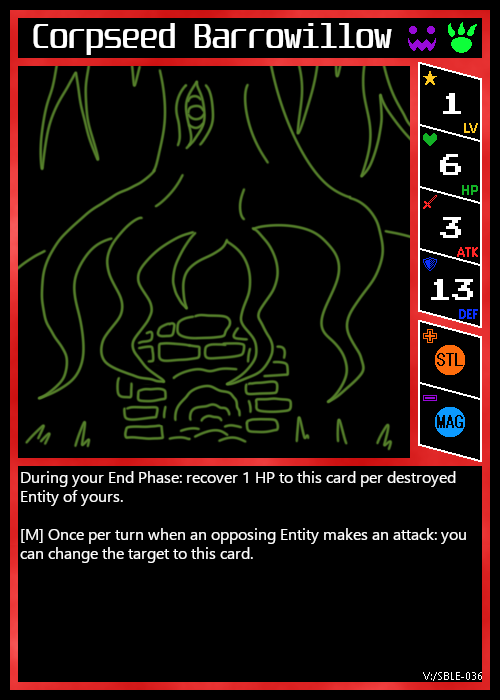 Corpseed Barrowillow
1
LV
6
HP
3
ATK
13
DEF
STL
MAG
During your End Phase: recover 1 HP to this card per destroyed
Entity of yours.
[M] Once per turn when an opposing Entity makes an attack: you
can change the target to this card.
V:/SBLE-036